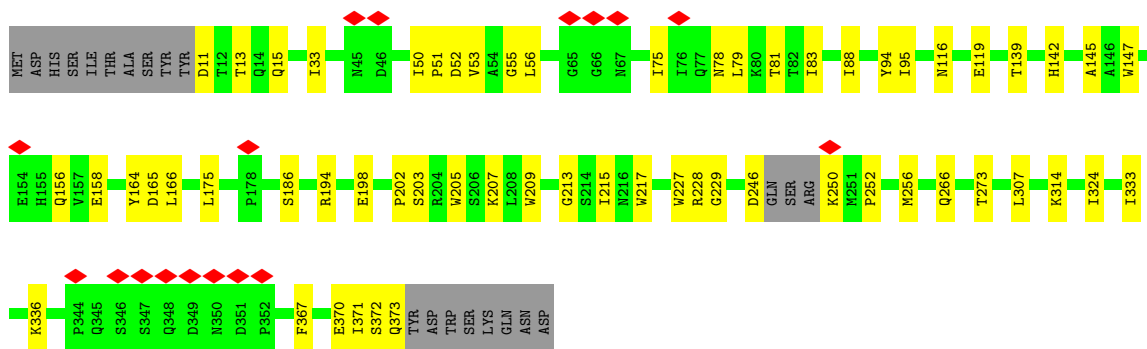 MET ASP HIS SER ILE THR ALA SER TYR TYR D11 T12 T13 Q14 Q15 I33 N45 D46 I50 P51 D52 V53 A54 G55 L56 G65 G66 N67 I75 I76 Q77 N78 L79 K80 T81 T82 I83 I88 Y94 I95 N116 E119 T139 H142 A145 A146 W147
E154 H155 Q156 V157 E158 Y164 D165 L166 L175 P178 S186 R194 E198 P202 S203 R204 W205 S206 K207 L208 W209 G213 S214 I215 N216 W217 W227 R228 G229 D246 GLN SER ARG K250 M251 P252 M256 Q266 T273 L307 K314 I324 I333
K336 P344 Q345 S346 S347 Q348 D349 N350 D351 P352 F367 E370 I371 S372 Q373 TYR ASP TRP SER LYS GLN ASN ASP